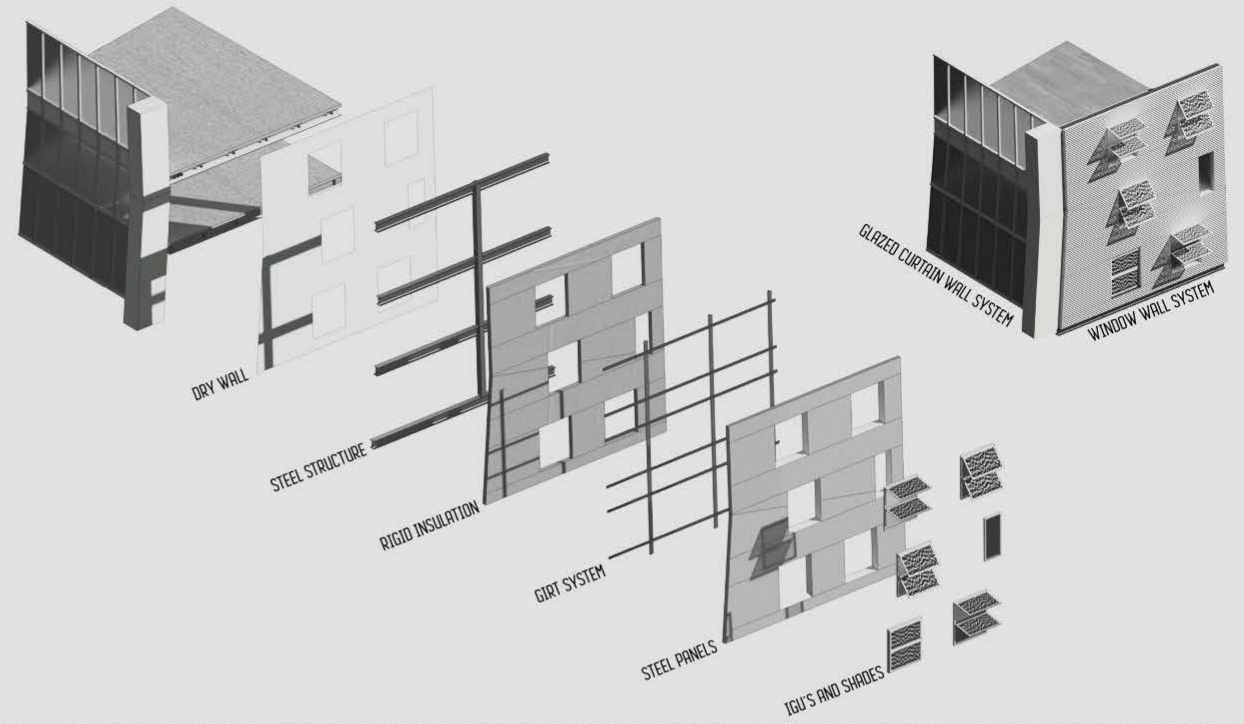 DRY WALL
STEEL STRUCTURE
RIGID INSULATION
GIRT SYSTEM
STEEL PANELS
IGU'S AND SHADES
GLAZED CURTAIN WALL SYSTEM
WINDOW WALL SYSTEM